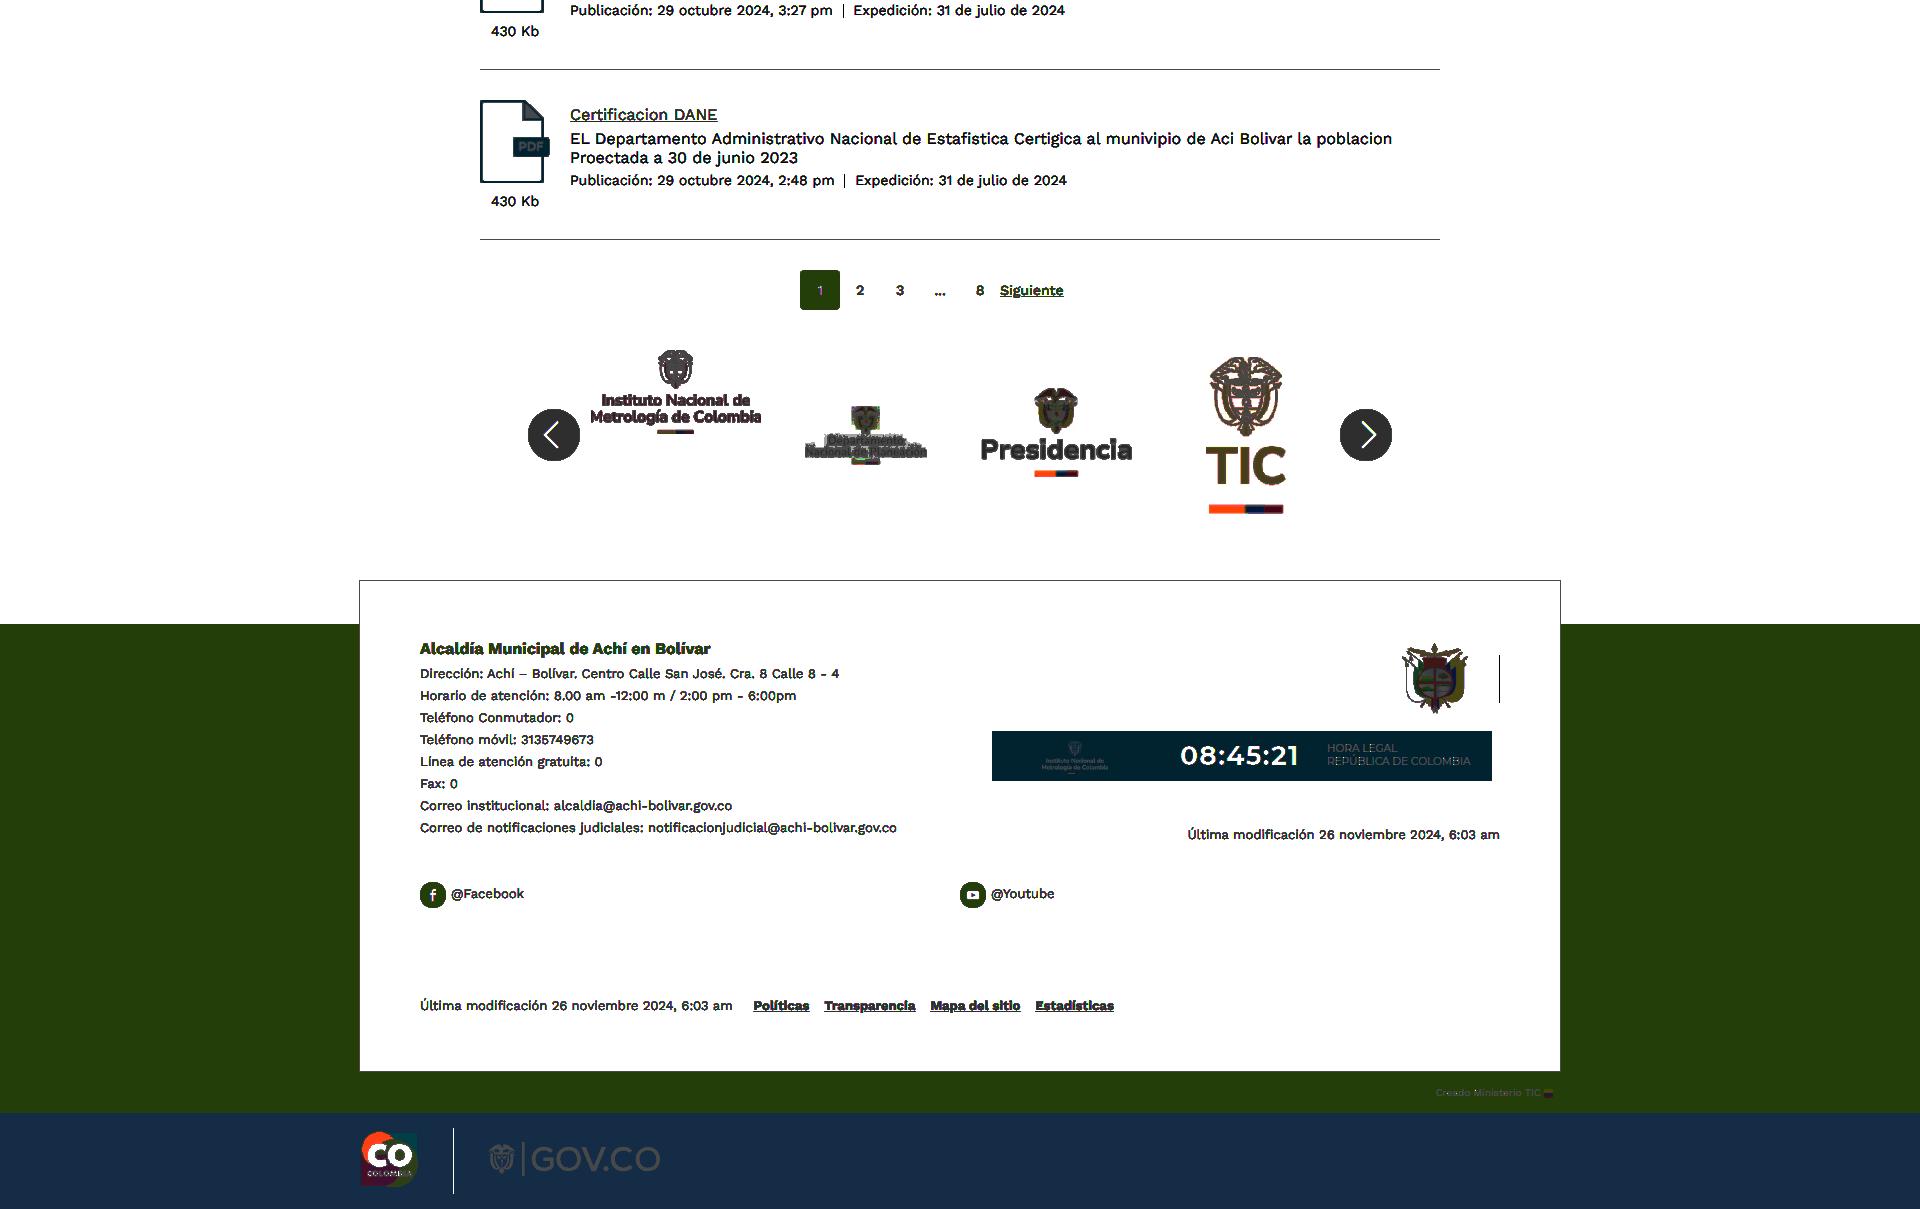 Publicación: 29 octubre 2024, 3:27 pm | Expedición: 31 de julio de 2024
430 Kb
Certificacion DANE
PDF
EL Departamento Administrativo Nacional de Estafistica Certigica al munivipio de Aci Bolivar la poblacion
Proectada a 30 de junio 2023
Publicación: 29 octubre 2024, 2:48 pm | Expedición: 31 de julio de 2024
430 Kb
1 2 3 ... 8 Siguiente
Instituto Nacional de
Metrología de Colombia
Departamento
Nacional de Planeación
Presidencia
TIC
Alcaldía Municipal de Achí en Bolívar
Dirección: Achí – Bolívar. Centro Calle San José. Cra. 8 Calle 8 - 4
Horario de atención: 8.00 am -12:00 m / 2:00 pm - 6:00pm
Teléfono Conmutador: 0
Teléfono móvil: 3135749673
Línea de atención gratuita: 0
Fax: 0
Correo institucional: alcaldia@achi-bolivar.gov.co
Correo de notificaciones judiciales: notificacionjudicial@achi-bolivar.gov.co
Instituto Nacional de
Metrología de Colombia
08:45:21
HORA LEGAL
REPÚBLICA DE COLOMBIA
Última modificación 26 noviembre 2024, 6:03 am
@Facebook
@Youtube
Última modificación 26 noviembre 2024, 6:03 am Políticas Transparencia Mapa del sitio Estadísticas
Creado Ministerio TIC
CO
COLOMBIA
GOV.CO